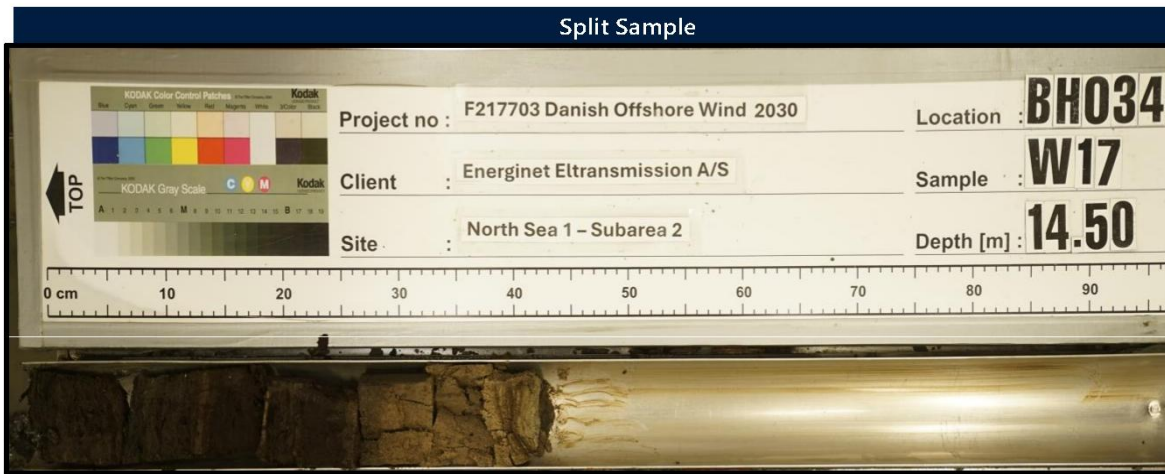 Split Sample
KODAK Color Control Patches Kodak
Blue Cyan Green Yellow Red Magenta White 3/Color Black
KODAK Gray Scale C Y M Kodak
A 1 2 3 4 5 6 M 8 9 10 11 12 13 14 15 B 17 18 19
TOP
Project no : F217703 Danish Offshore Wind 2030
Client : Energinet Eltransmission A/S
Site : North Sea 1 – Subarea 2
Location : BH034
Sample : W17
Depth [m] : 14.50
0 cm 10 20 30 40 50 60 70 80 90